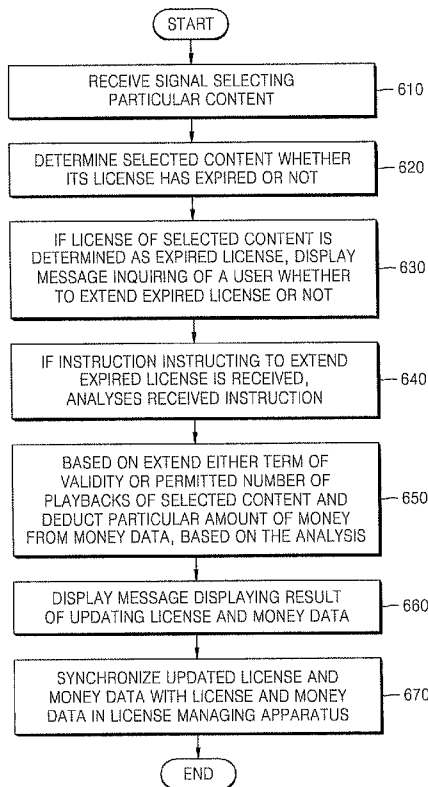 START
RECEIVE SIGNAL SELECTING
PARTICULAR CONTENT
610
DETERMINE SELECTED CONTENT WHETHER
ITS LICENSE HAS EXPIRED OR NOT
620
IF LICENSE OF SELECTED CONTENT IS
DETERMINED AS EXPIRED LICENSE, DISPLAY
MESSAGE INQUIRING OF A USER WHETHER
TO EXTEND EXPIRED LICENSE OR NOT
630
IF INSTRUCTION INSTRUCTING TO EXTEND
EXPIRED LICENSE IS RECEIVED,
ANALYSES RECEIVED INSTRUCTION
640
BASED ON EXTEND EITHER TERM OF
VALIDITY OR PERMITTED NUMBER OF
PLAYBACKS OF SELECTED CONTENT AND
DEDUCT PARTICULAR AMOUNT OF MONEY
FROM MONEY DATA, BASED ON THE ANALYSIS
650
DISPLAY MESSAGE DISPLAYING RESULT
OF UPDATING LICENSE AND MONEY DATA
660
SYNCHRONIZE UPDATED LICENSE AND
MONEY DATA WITH LICENSE AND MONEY
DATA IN LICENSE MANAGING APPARATUS
670
END